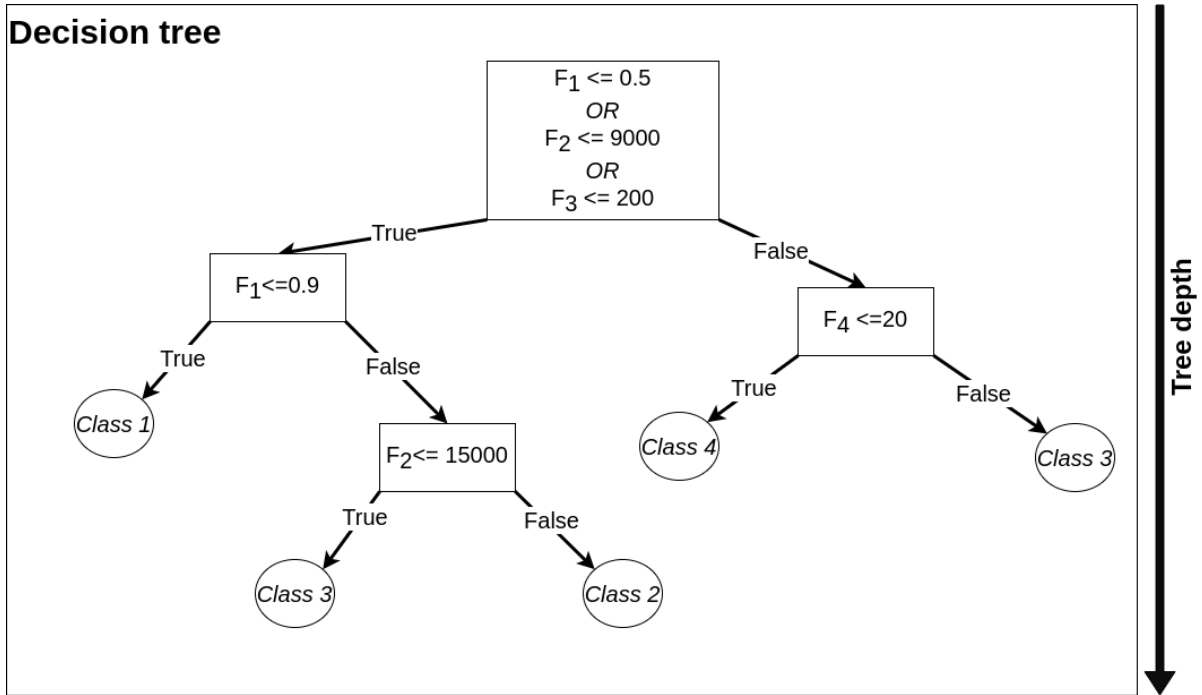 Decision tree
F1 <= 0.5
OR
F2 <= 9000
OR
F3 <= 200
True
False
F1<=0.9
F4 <=20
True
False
True
False
Class 1
Class 4
Class 3
F2<= 15000
True
False
Class 3
Class 2
Tree depth